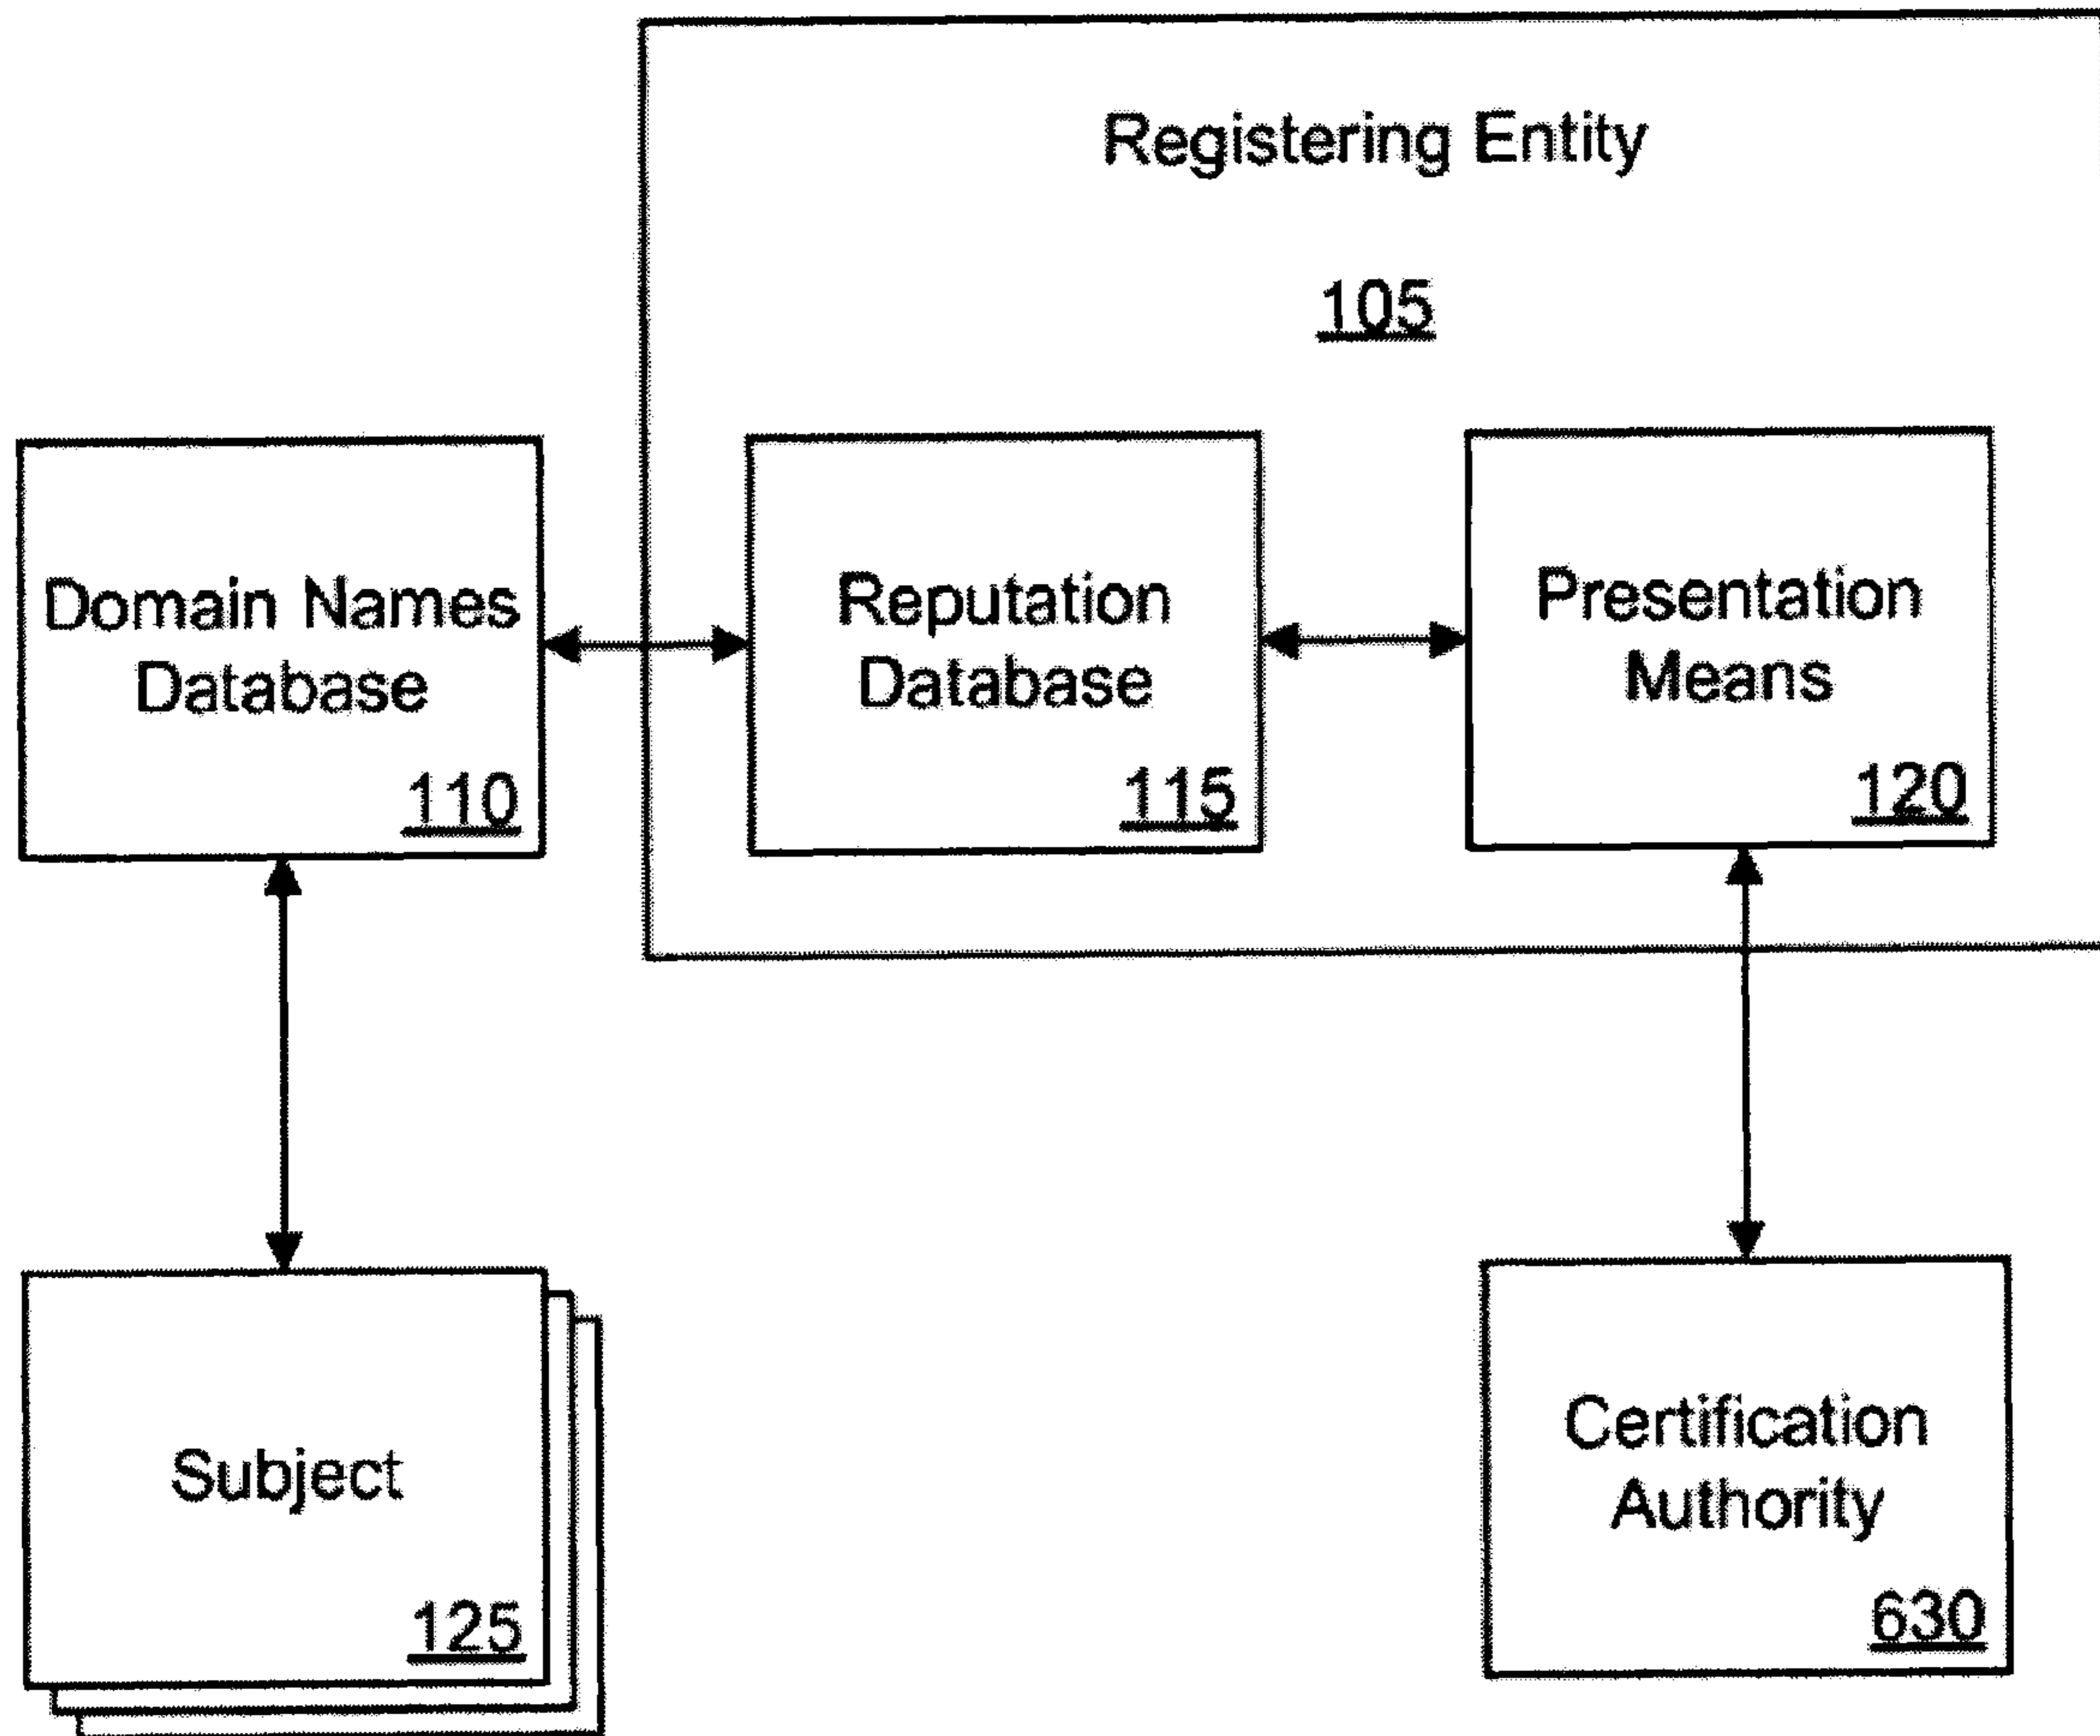 Registering Entity
105
Domain Names
Database
110
Reputation
Database
115
Presentation
Means
120
Subject
125
Certification
Authority
630